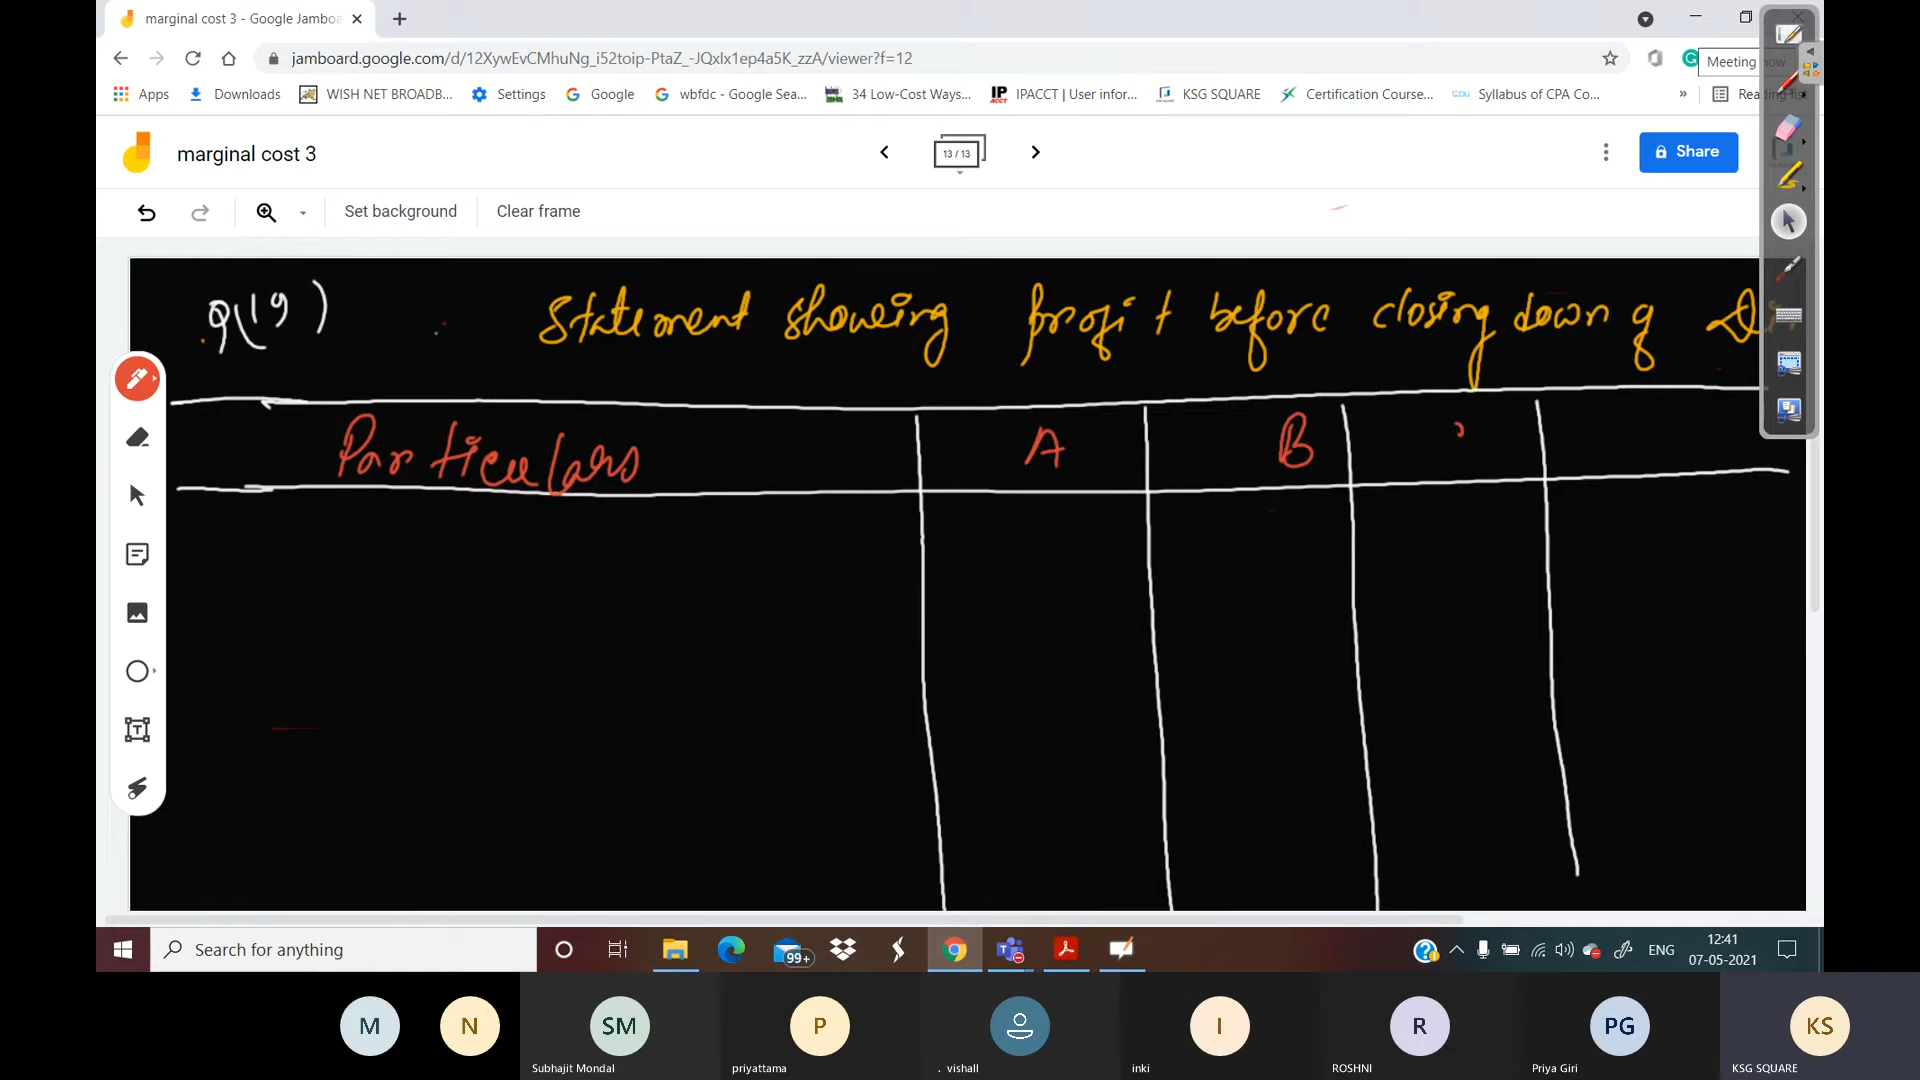 marginal cost 3 - Google Jamboa
jamboard.google.com/d/12XywEvCMhuNg_i52toip-PtaZ_-JQxlx1ep4a5K_zzA/viewer?f=12
Meeting now
Apps Downloads WISH NET BROADB... Settings Google wbfdc - Google Sea... 34 Low-Cost Ways... IPACCT | User infor... KSG SQUARE Certification Course... Syllabus of CPA Co... » Reading list
marginal cost 3
13 / 13
Share
Set background Clear frame
Q(19) Statement showing profit before closing down of
Particulars A B
Search for anything
99+
ENG
12:41
07-05-2021
M N SM P I R PG KS
Subhajit Mondal priyattama . vishall inki ROSHNI Priya Giri KSG SQUARE